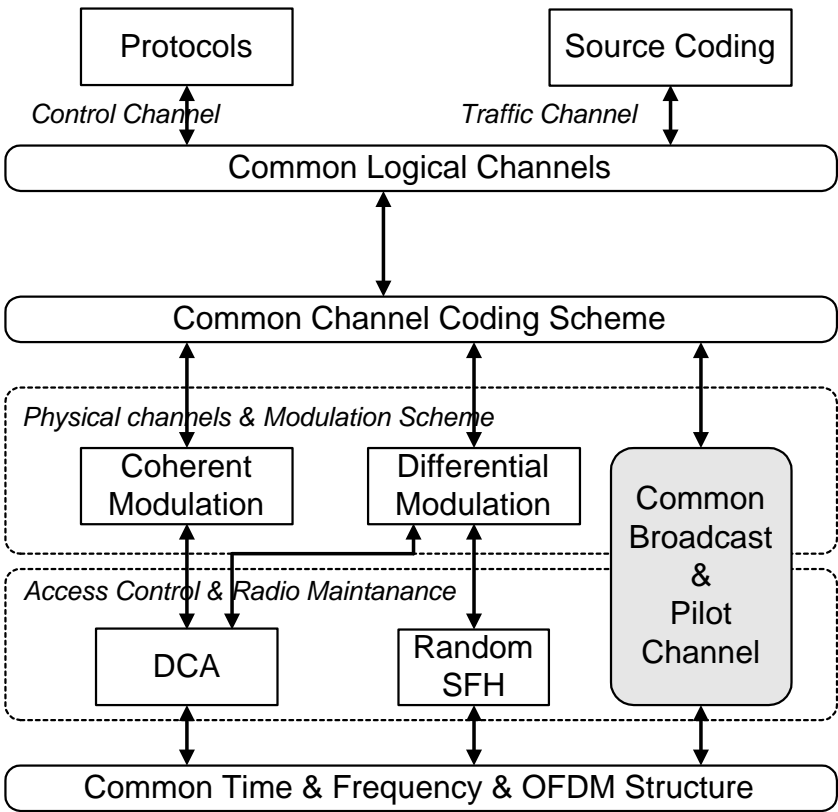 Protocols
Source Coding
Control Channel
Traffic Channel
Common Logical Channels
Common Channel Coding Scheme
Physical channels & Modulation Scheme
Coherent
Modulation
Differential
Modulation
Common
Broadcast
&
Pilot
Channel
Access Control & Radio Maintanance
DCA
Random
SFH
Common Time & Frequency & OFDM Structure